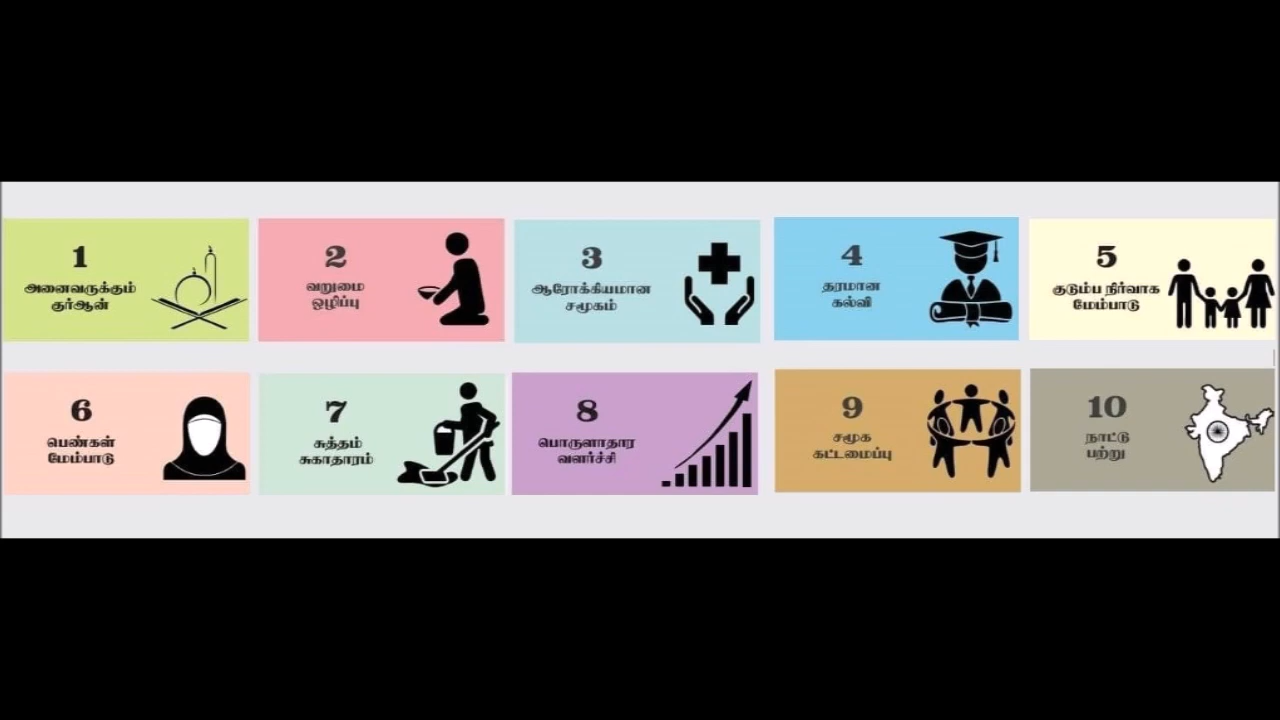 1
அனைவருக்கும்
குர்ஆன்
2
வறுமை
ஒழிப்பு
3
ஆரோக்கியமான
சமூகம்
4
தரமான
கல்வி
5
குடும்ப நிர்வாக
மேம்பாடு
6
பெண்கள்
மேம்பாடு
7
சுத்தம்
சுகாதாரம்
8
பொருளாதார
வளர்ச்சி
9
சமூக
கட்டமைப்பு
10
நாட்டு
பற்று